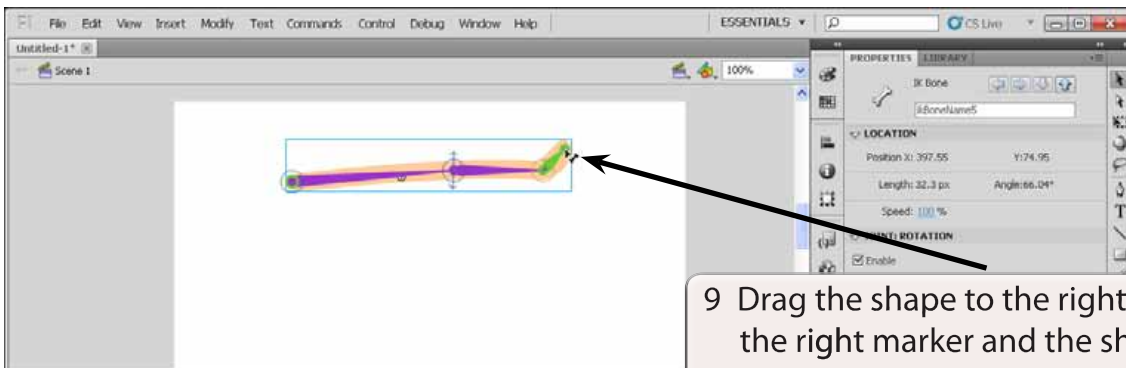 Fl File Edit View Insert Modify Text Commands Control Debug Window Help ESSENTIALS CS Live
Untitled-1*
Scene 1 100%
PROPERTIES LIBRARY
IK Bone
ikBoneName5
LOCATION
Position X: 397.55 Y:74.95
Length: 32.3 px Angle:66.04°
Speed: 100 %
JOINT: ROTATION
Enable
9 Drag the shape to the right
the right marker and the sh